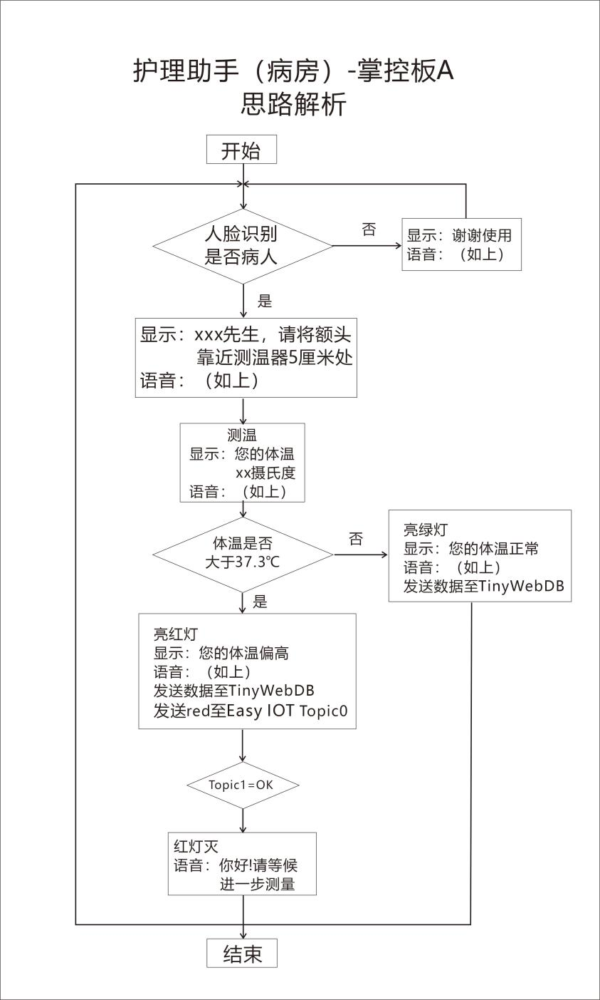 护理助手（病房）-掌控板A
思路解析
开始
人脸识别
是否病人
否
显示：谢谢使用
语音：（如上）
是
显示：xxx先生，请将额头
靠近测温器5厘米处
语音：（如上）
测温
显示：您的体温
xx摄氏度
语音：（如上）
体温是否
大于37.3℃
否
亮绿灯
显示：您的体温正常
语音：（如上）
发送数据至TinyWebDB
是
亮红灯
显示：您的体温偏高
语音：（如上）
发送数据至TinyWebDB
发送red至Easy IOT Topic0
Topic1=OK
红灯灭
语音：你好!请等候
进一步测量
结束